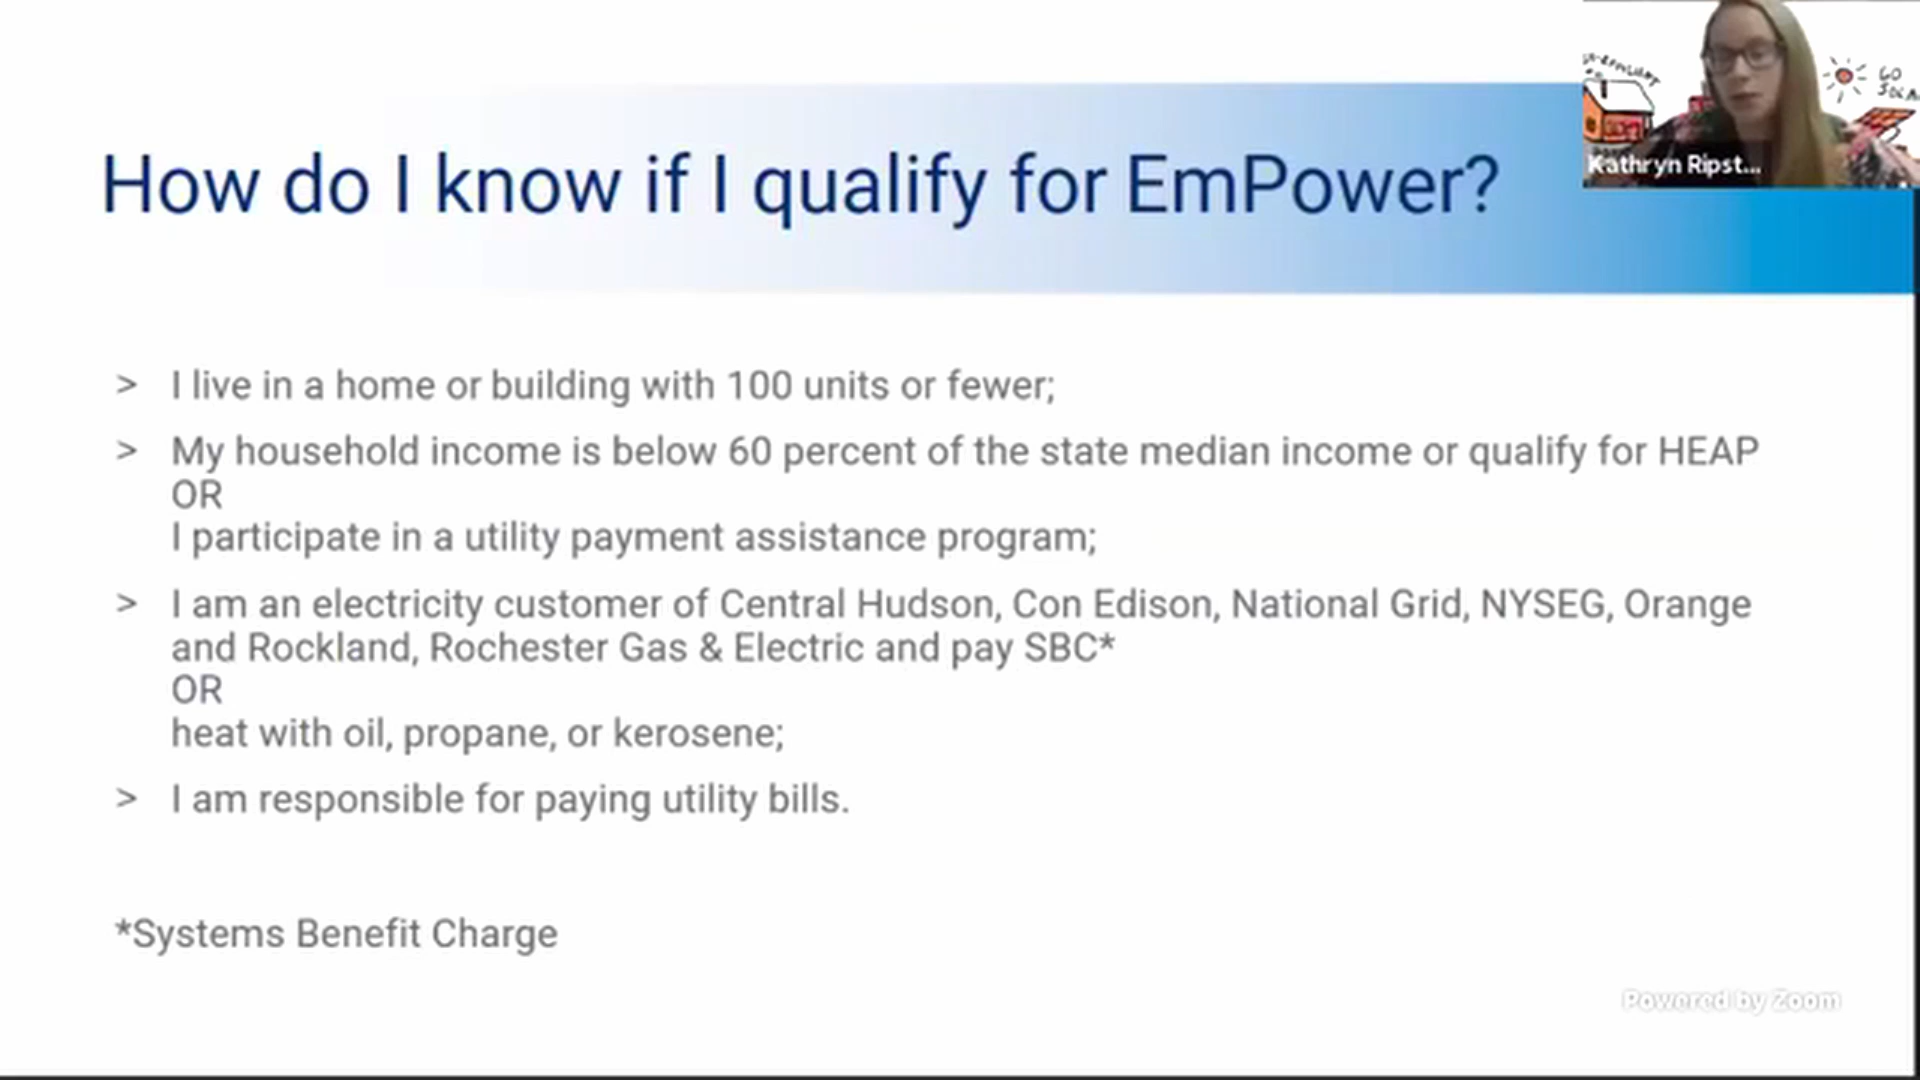 How do I know if I qualify for EmPower?
GO
Kathryn Ripst...
> I live in a home or building with 100 units or fewer;
> My household income is below 60 percent of the state median income or qualify for HEAP
OR
I participate in a utility payment assistance program;
> I am an electricity customer of Central Hudson, Con Edison, National Grid, NYSEG, Orange
and Rockland, Rochester Gas & Electric and pay SBC*
OR
heat with oil, propane, or kerosene;
> I am responsible for paying utility bills.
*Systems Benefit Charge
Powered by Zoom